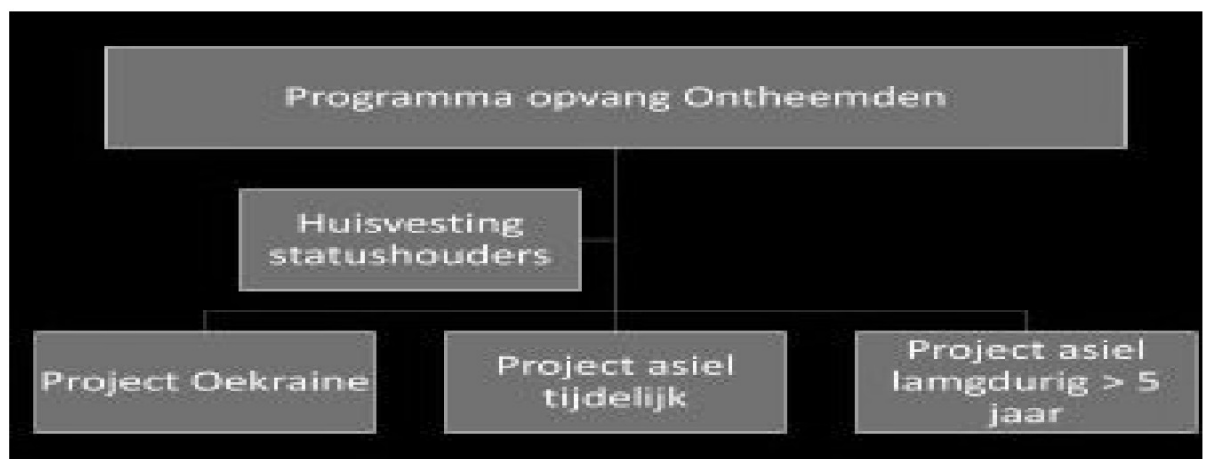 Programma opvang Ontheemden
Huisvesting
statushouders
Project Oekraine
Project asiel
tijdelijk
Project asiel
lamgdurig > 5
jaar